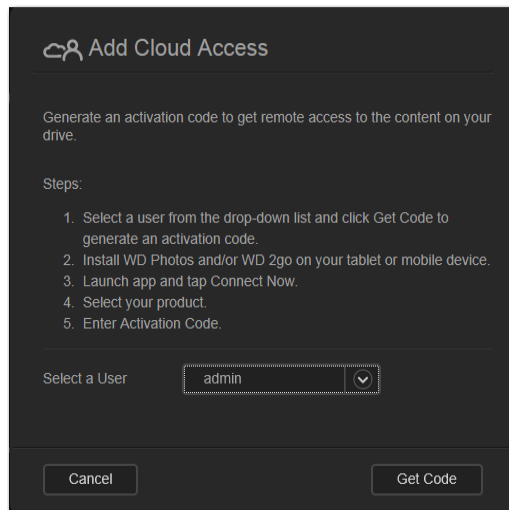 Add Cloud Access
Generate an activation code to get remote access to the content on your
drive.
Steps:
1. Select a user from the drop-down list and click Get Code to
generate an activation code.
2. Install WD Photos and/or WD 2go on your tablet or mobile device.
3. Launch app and tap Connect Now.
4. Select your product.
5. Enter Activation Code.
Select a User admin
Cancel Get Code